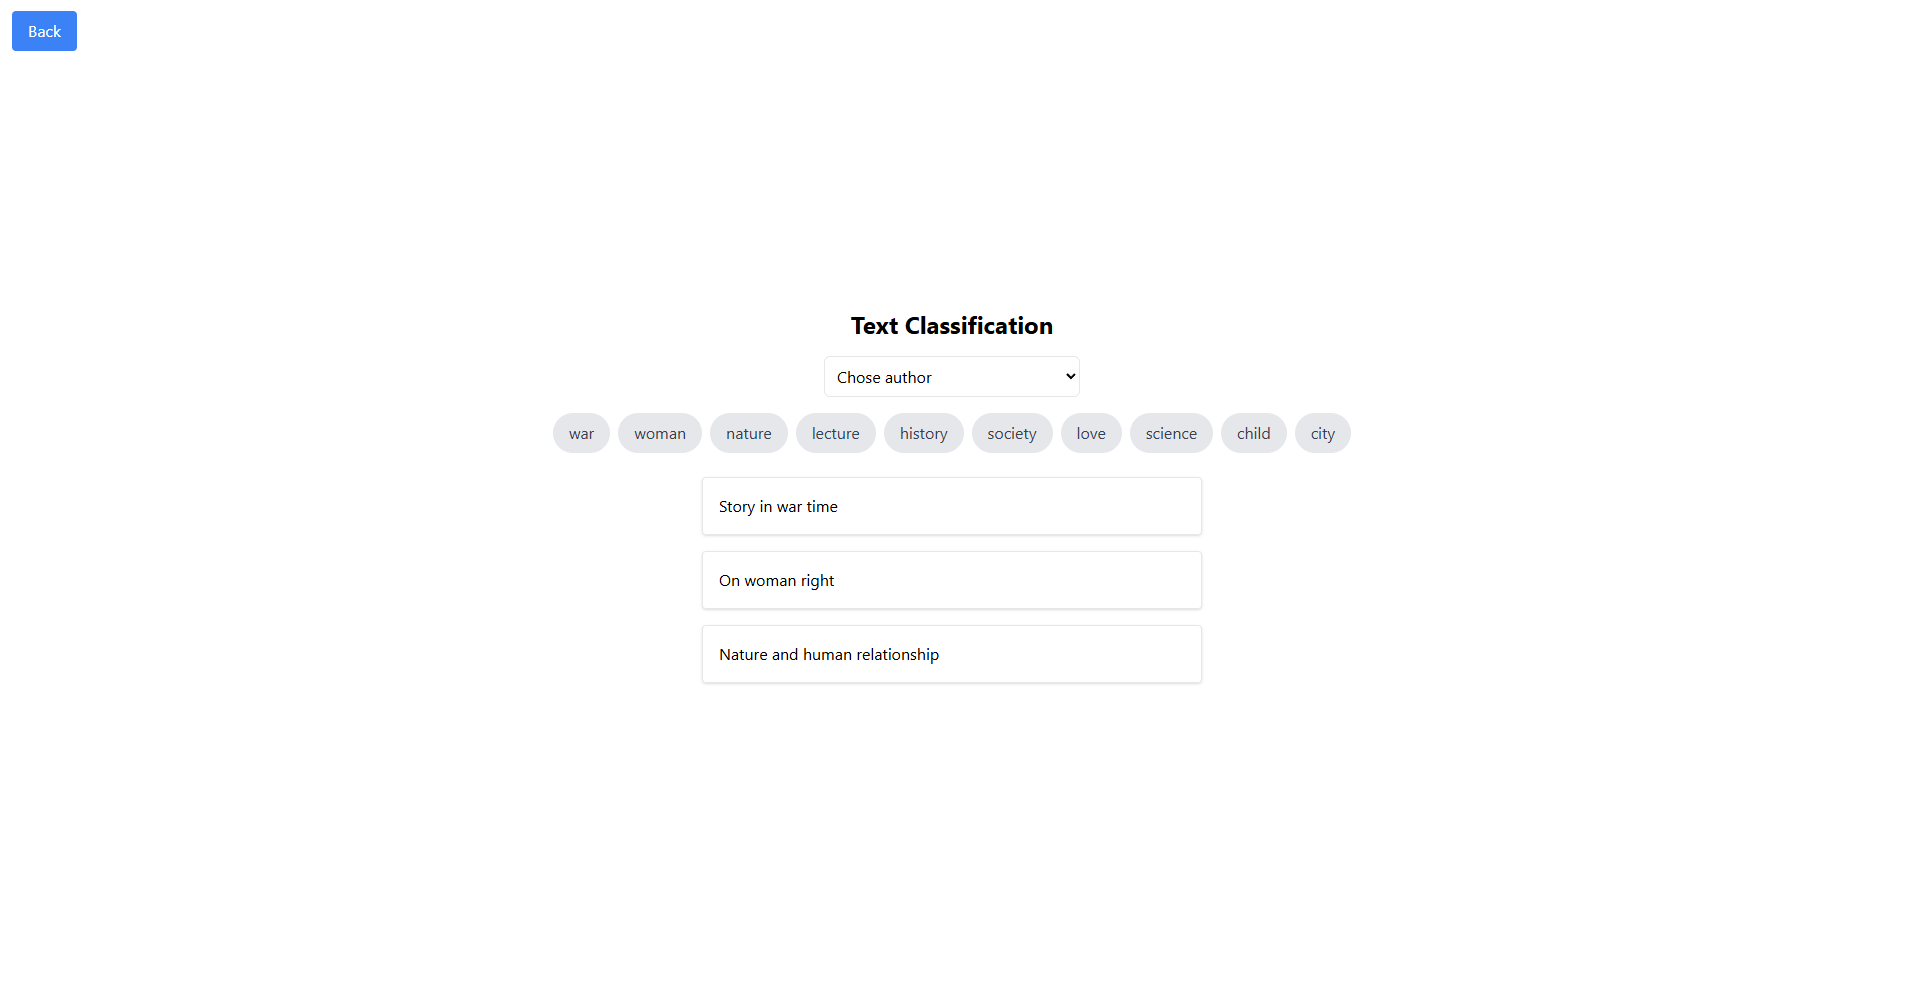 Back
Text Classification
Chose author
war woman nature lecture history society love science child city
Story in war time
On woman right
Nature and human relationship